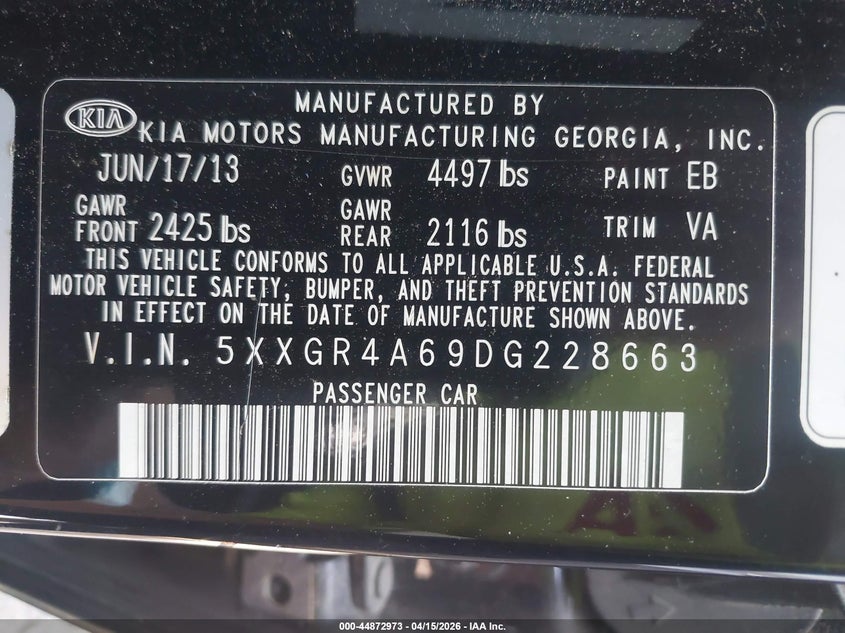 MANUFACTURED BY
KIA KIA MOTORS MANUFACTURING GEORGIA, INC.
JUN/17/13 GVWR 4497 lbs PAINT EB
GAWR FRONT 2425 lbs GAWR REAR 2116 lbs TRIM VA
THIS VEHICLE CONFORMS TO ALL APPLICABLE U.S.A. FEDERAL
MOTOR VEHICLE SAFETY, BUMPER, AND THEFT PREVENTION STANDARDS
IN EFFECT ON THE DATE OF MANUFACTURE SHOWN ABOVE.
V.I.N. 5XXGR4A69DG228663
PASSENGER CAR
000-44872973 - 04/15/2026 - IAA Inc.